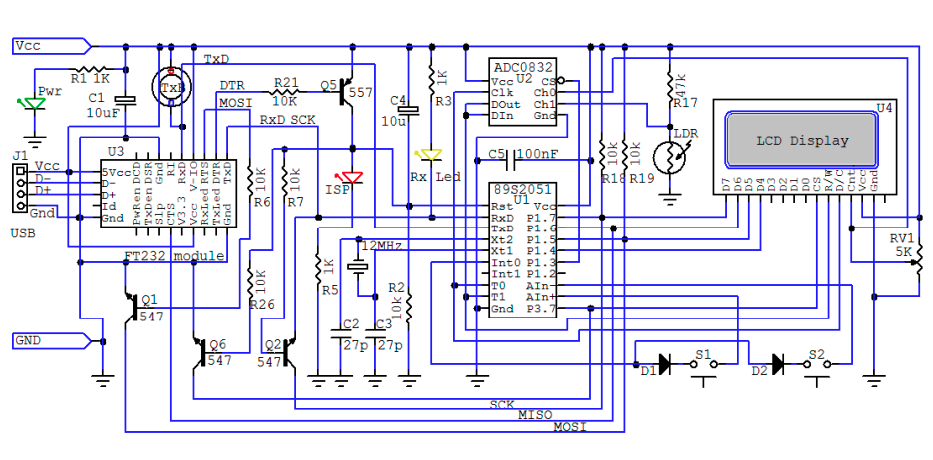 Vcc
TxD
R1 1K
Pwr
C1
10uF
TxB
DTR
MOSI
RxD SCK
R21
10K
Q5
557
C4
10u
1K
R3
Rx Led
ADC0832
U2
Vcc
Clk
DOut
DIn
CS
Ch0
Ch1
Gnd
C5
100nF
47k
R17
LDR
10k
R18
10k
R19
U4
LCD Display
D7
D6
D5
D4
D3
D2
D1
D0
CS
R/W
D/C
Cnt
Vcc
Gnd
J1
Vcc
D-
D+
Gnd
USB
U3
5Vcc
D-
D+
Id
Gnd
PwrEn DCD
TxDen DSR
Slp Gnd
CTS RI
V3.3 RxD
Vcc V-IO
RxLed RTS
TxLed DTR
Gnd TxD
FT232 module
10K
R6
10k
R7
ISP
89S2051
U1
Rst
RxD
TxD
Xt2
Xt1
Int0
Int1
T0
T1
Gnd
Vcc
P1.7
P1.6
P1.5
P1.4
P1.3
P1.2
AIn-
AIn+
P3.7
12MHz
10K
R26
1K
R5
R2
10k
C2
27p
C3
27p
Q1
547
Q6
547
Q2
547
RV1
5K
GND
D1
S1
D2
S2
SCK
MISO
MOSI